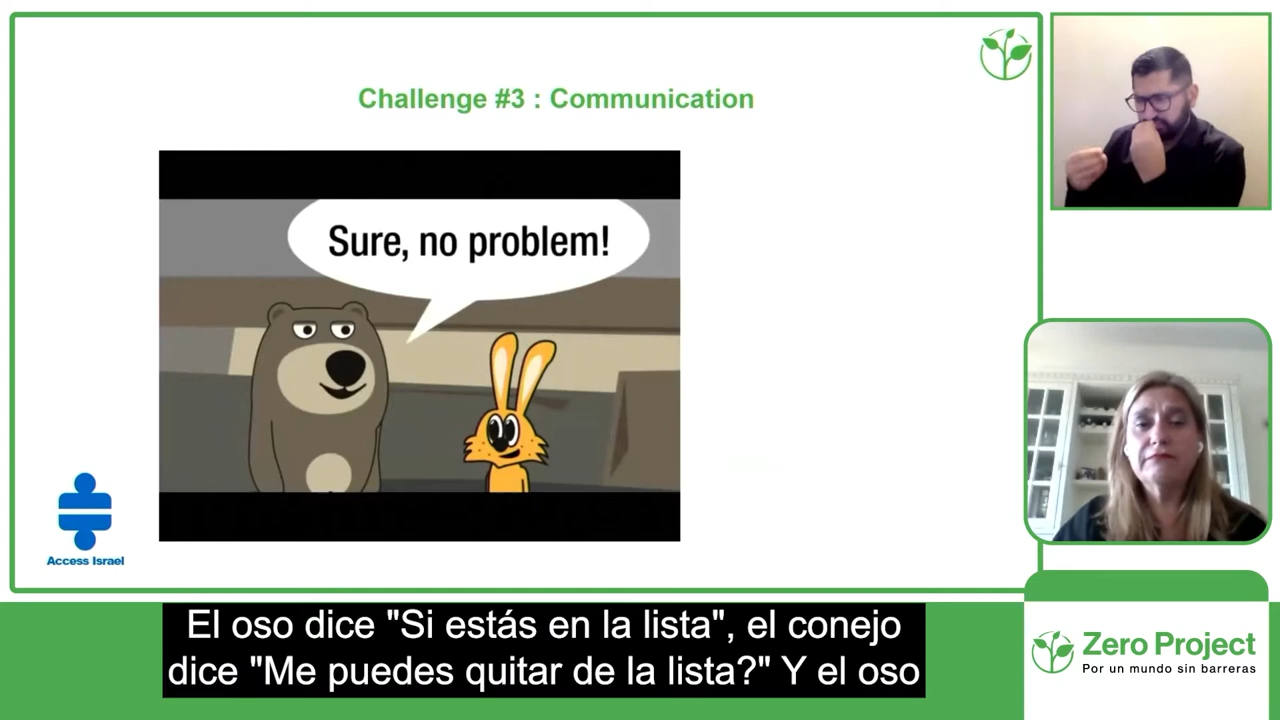 Challenge #3 : Communication
Sure, no problem!
Access Israel
El oso dice "Si estás en la lista", el conejo
dice "Me puedes quitar de la lista?" Y el oso
Zero Project
Por un mundo sin barreras